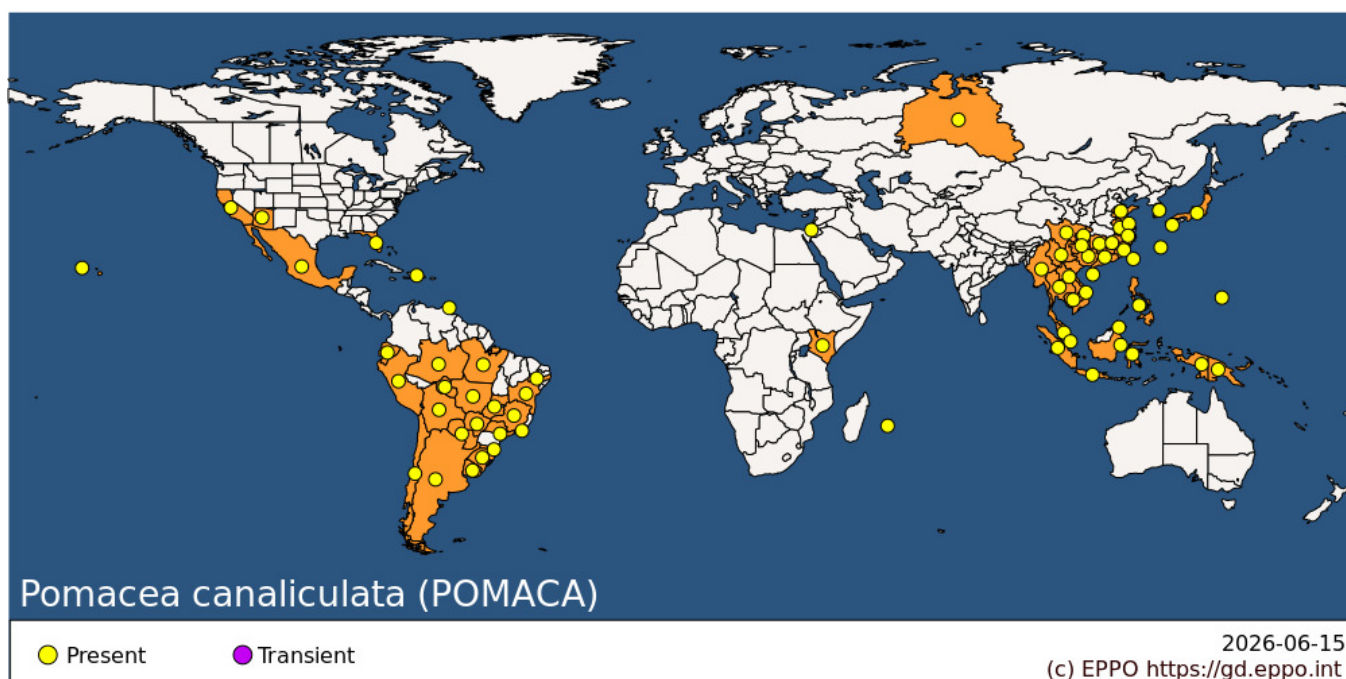 Pomacea canaliculata (POMACA)
Present
Transient
2026-06-15
(c) EPPO https://gd.eppo.int